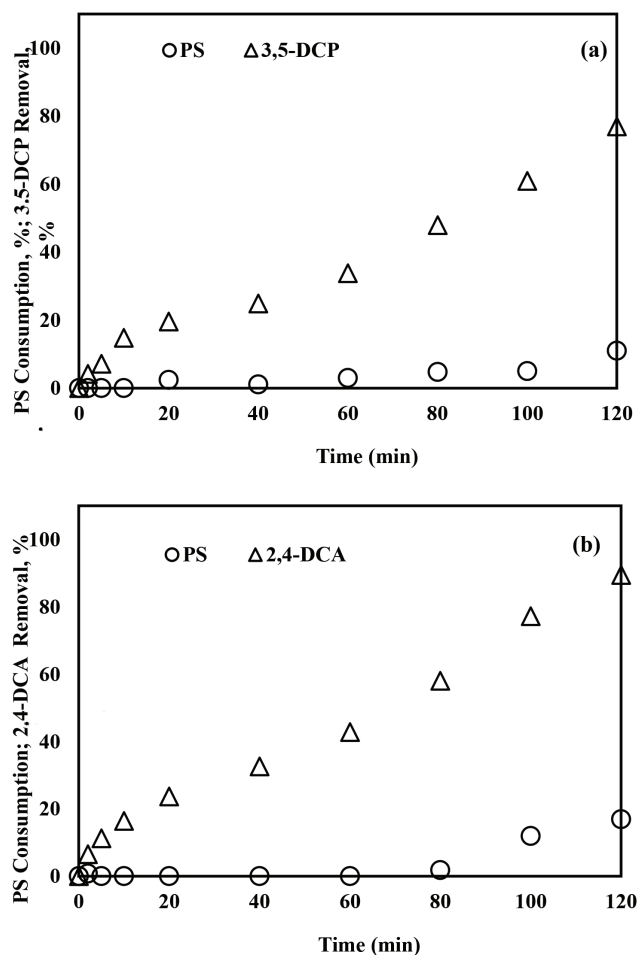 PS 3,5-DCP (a)
100
80
60
40
20
0
PS Consumption, %; 3.5-DCP Removal,
%
0 20 40 60 80 100 120
Time (min)
PS 2,4-DCA (b)
100
80
60
40
20
0
PS Consumption; 2.4-DCA Removal, %
0 20 40 60 80 100 120
Time (min)